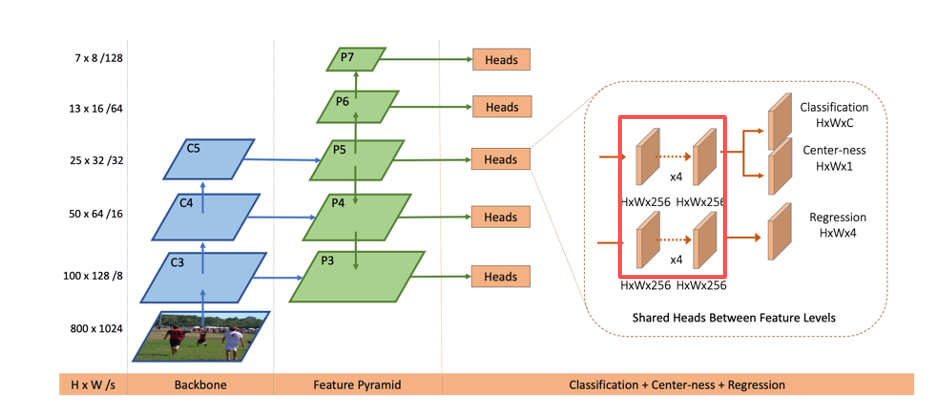 7 x 8 /128
P7
Heads
13 x 16 /64
P6
Heads
25 x 32 /32
C5
P5
Heads
50 x 64 /16
C4
P4
Heads
100 x 128 /8
C3
P3
Heads
800 x 1024
Classification
HxWxC
Center-ness
HxWx1
x4
HxWx256 HxWx256
Regression
HxWx4
x4
HxWx256 HxWx256
Shared Heads Between Feature Levels
H x W /s
Backbone
Feature Pyramid
Classification + Center-ness + Regression